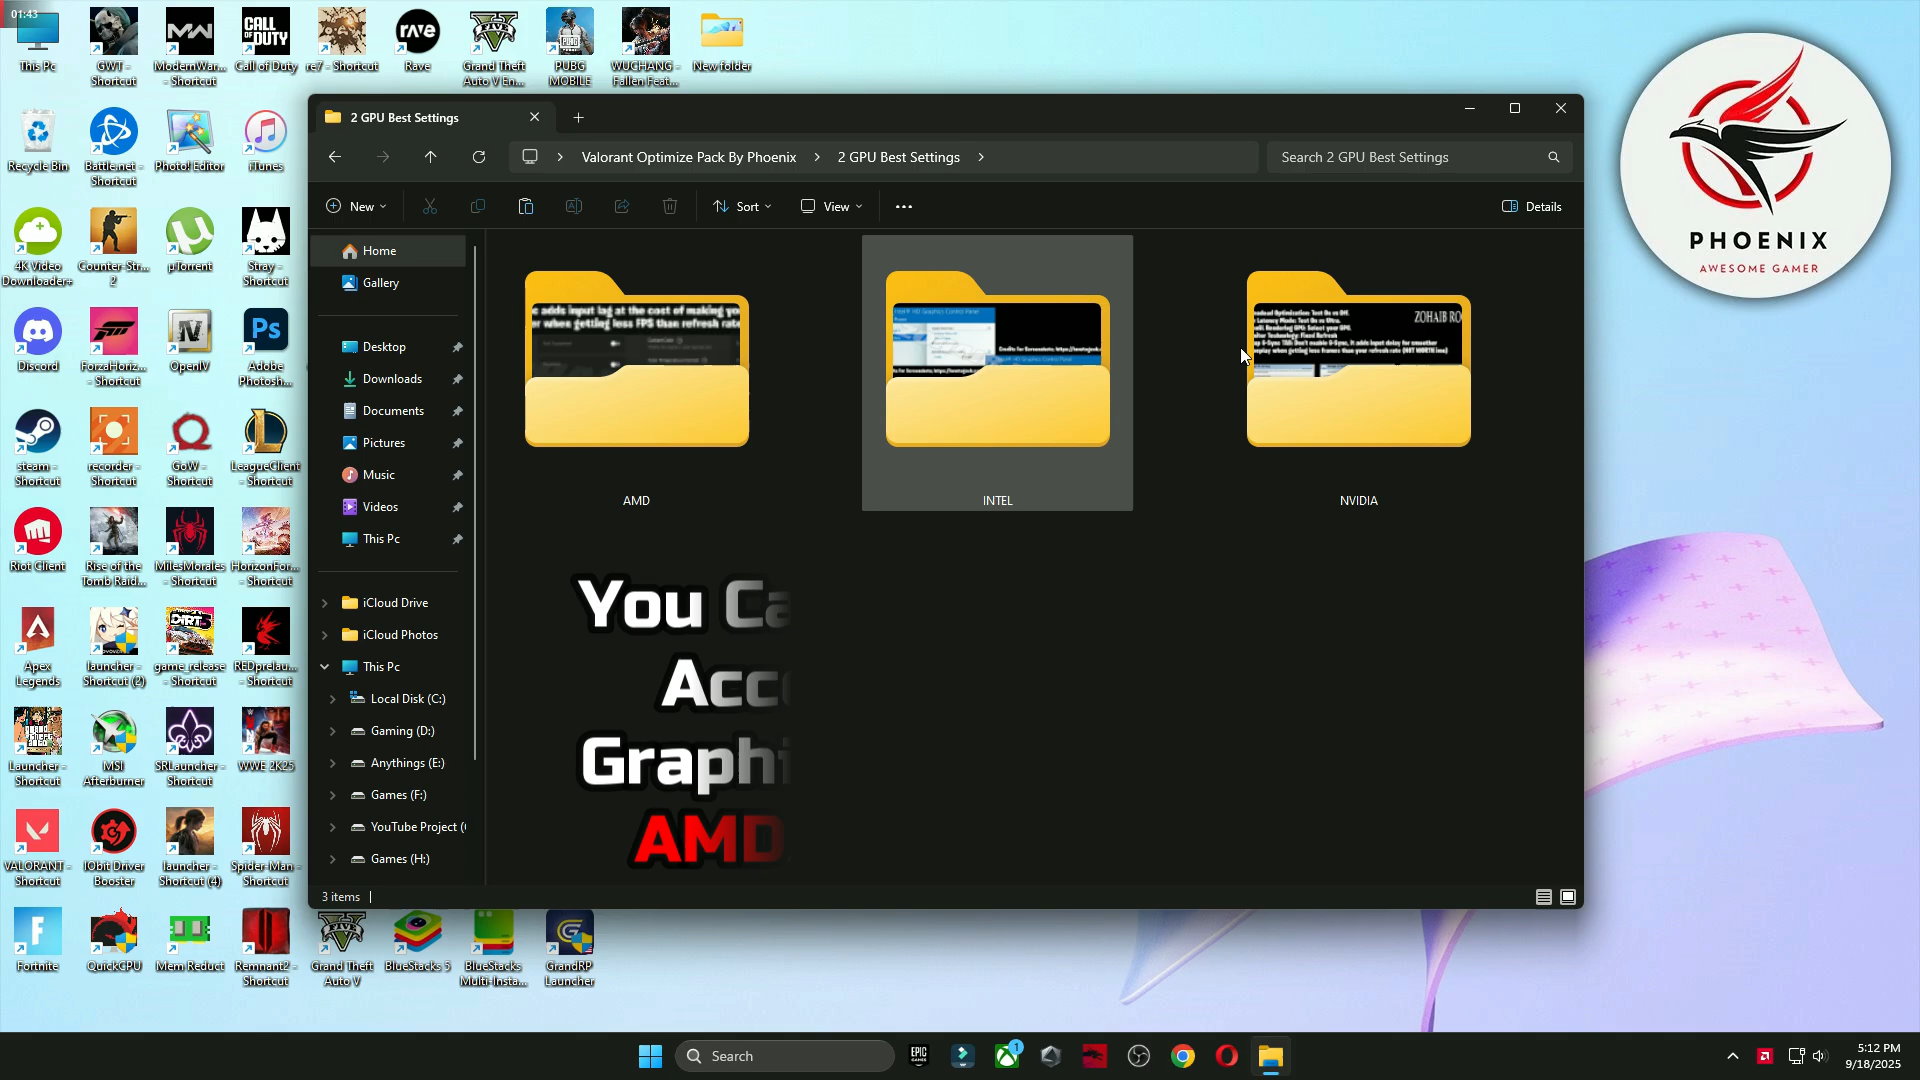 01:43
This Pc
GWT - Shortcut
ModernWar... - Shortcut
Call of Duty
re7 - Shortcut
Rave
Grand Theft Auto V En...
PUBG MOBILE
WUCHANG - Fallen Feat...
New folder
Recycle Bin
Battle.net - Shortcut
Photo! Editor
iTunes
4K Video Downloader+
Counter-Str... 2
µTorrent
Stray - Shortcut
Discord
ForzaHoriz... - Shortcut
OpenIV
Adobe Photosh...
steam - Shortcut
recorder - Shortcut
GoW - Shortcut
LeagueClient - Shortcut
Riot Client
Rise of the Tomb Raid...
MilesMorales - Shortcut
HorizonFor... - Shortcut
Apex Legends
launcher - Shortcut (2)
game_release - Shortcut
REDprelau... - Shortcut
Launcher - Shortcut
MSI Afterburner
SRLauncher - Shortcut
WWE 2K25
VALORANT - Shortcut
IObit Driver Booster
launcher - Shortcut (4)
Spider-Man - Shortcut
Fortnite
QuickCPU
Mem Reduct
Remnant2 - Shortcut
Grand Theft Auto V
BlueStacks 5
BlueStacks Multi-Insta...
GrandRP Launcher
2 GPU Best Settings
Valorant Optimize Pack By Phoenix
2 GPU Best Settings
Search 2 GPU Best Settings
New
Sort
View
Details
Home
Gallery
Desktop
Downloads
Documents
Pictures
Music
Videos
This Pc
iCloud Drive
iCloud Photos
This Pc
Local Disk (C:)
Gaming (D:)
Anythings (E:)
Games (F:)
YouTube Project (
Games (H:)
AMD
INTEL
NVIDIA
You Ca
Acc
Graphi
AMD
3 items
PHOENIX
AWESOME GAMER
Search
5:12 PM
9/18/2025